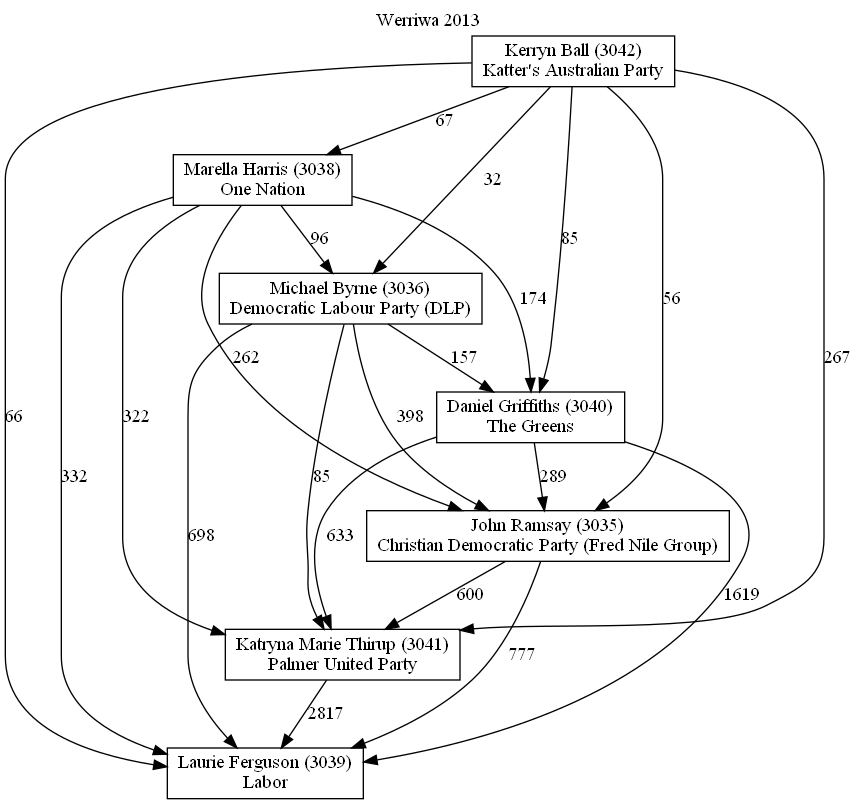 Werriwa 2013
Kerryn Ball (3042)
Katter's Australian Party
67
Marella Harris (3038)
One Nation
32
96
85
Michael Byrne (3036)
Democratic Labour Party (DLP)
174
56
262
157
267
Daniel Griffiths (3040)
The Greens
66
322
398
332
85
289
John Ramsay (3035)
Christian Democratic Party (Fred Nile Group)
698
633
600
1619
Katryna Marie Thirup (3041)
Palmer United Party
777
2817
Laurie Ferguson (3039)
Labor